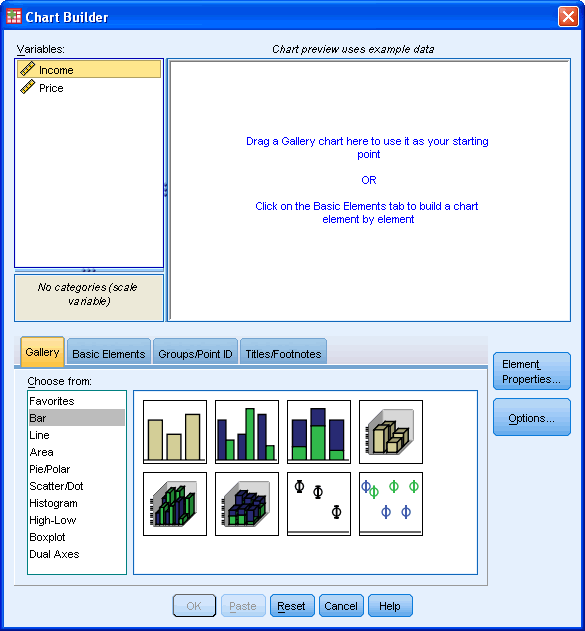 Chart Builder
Variables:
Chart preview uses example data
Income
Price
Drag a Gallery chart here to use it as your starting
point
OR
Click on the Basic Elements tab to build a chart
element by element
No categories (scale
variable)
Gallery
Basic Elements
Groups/Point ID
Titles/Footnotes
Element
Properties...
Options...
Choose from:
Favorites
Bar
Line
Area
Pie/Polar
Scatter/Dot
Histogram
High-Low
Boxplot
Dual Axes
OK
Paste
Reset
Cancel
Help